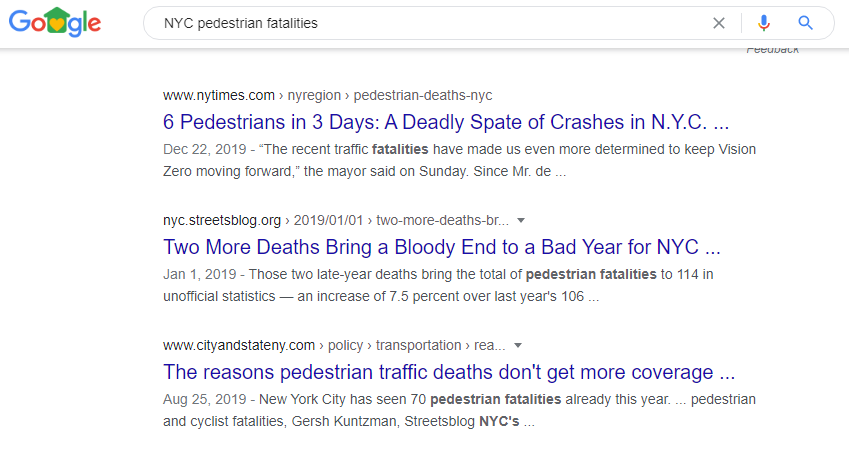 Google
NYC pedestrian fatalities
Feedback
www.nytimes.com › nyregion › pedestrian-deaths-nyc
6 Pedestrians in 3 Days: A Deadly Spate of Crashes in N.Y.C. ...
Dec 22, 2019 - “The recent traffic fatalities have made us even more determined to keep Vision
Zero moving forward,” the mayor said on Sunday. Since Mr. de ...
nyc.streetsblog.org › 2019/01/01 › two-more-deaths-br...
Two More Deaths Bring a Bloody End to a Bad Year for NYC ...
Jan 1, 2019 - Those two late-year deaths bring the total of pedestrian fatalities to 114 in
unofficial statistics — an increase of 7.5 percent over last year's 106 ...
www.cityandstateny.com › policy › transportation › rea...
The reasons pedestrian traffic deaths don't get more coverage ...
Aug 25, 2019 - New York City has seen 70 pedestrian fatalities already this year. ... pedestrian
and cyclist fatalities, Gersh Kuntzman, Streetsblog NYC's ...